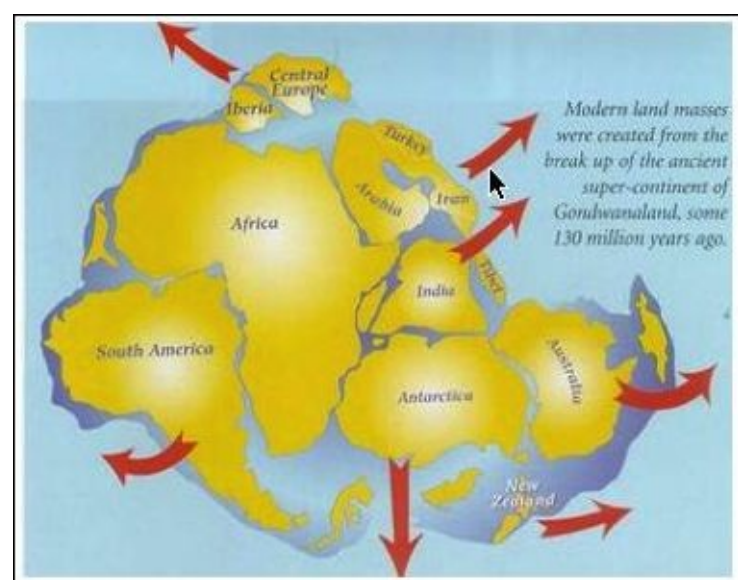 Central
Europe
Iberia
Turkey
Arabia
Iran
Africa
India
Tibet
South America
Antarctica
Australia
New
Zealand
Modern land masses
were created from the
break up of the ancient
super-continent of
Gondwanaland, some
130 million years ago.